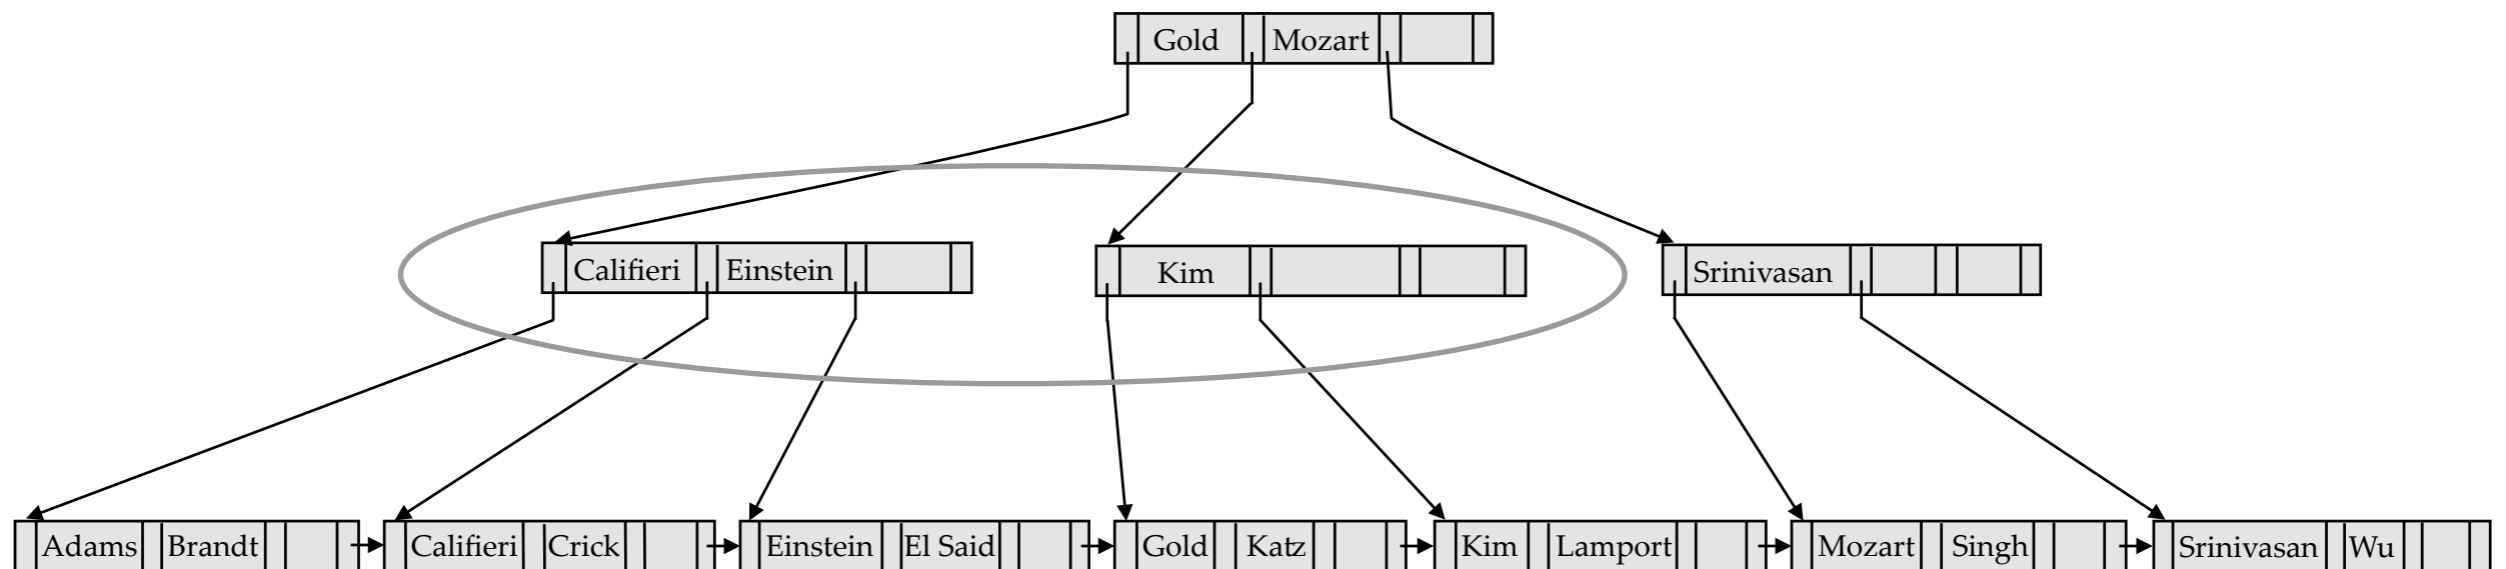 Gold Mozart
Califieri Einstein Kim Srinivasan
Adams Brandt Califieri Crick Einstein El Said Gold Katz Kim Lamport Mozart Singh Srinivasan Wu